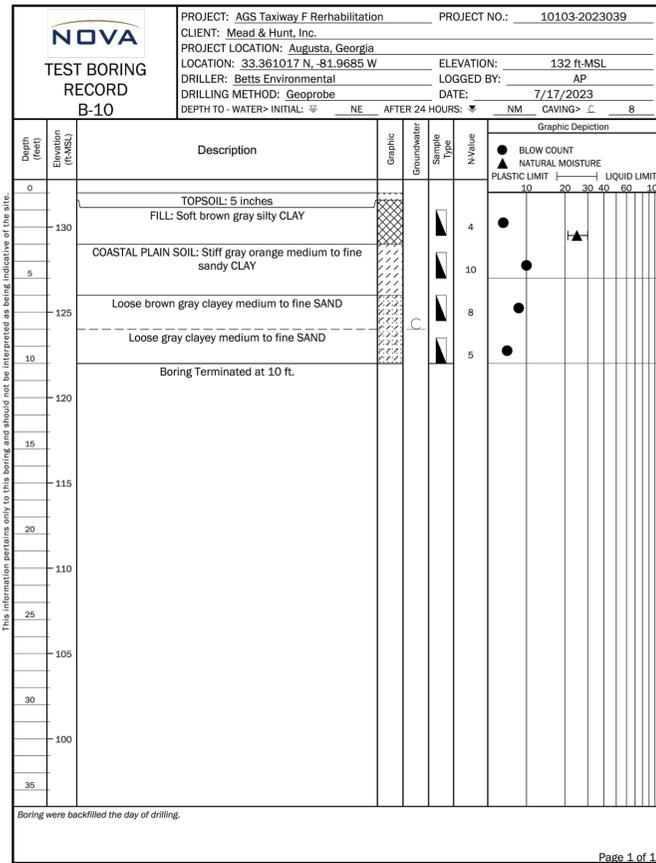 NOVA
TEST BORING
RECORD
B-10
PROJECT: AGS Taxiway F Rerhabilitation PROJECT NO.: 10103-2023039
CLIENT: Mead & Hunt, Inc.
PROJECT LOCATION: Augusta, Georgia
LOCATION: 33.361017 N, -81.9685 W ELEVATION: 132 ft-MSL
DRILLER: Betts Environmental LOGGED BY: AP
DRILLING METHOD: Geoprobe DATE: 7/17/2023
DEPTH TO - WATER> INITIAL: NE AFTER 24 HOURS: NM CAVING> C 8
Depth (feet)
Elevation (ft-MSL)
Description
Graphic
Groundwater
Sample Type
N-Value
Graphic Depiction
BLOW COUNT
NATURAL MOISTURE
PLASTIC LIMIT LIQUID LIMIT
0 10 20 30 40 60 10
TOPSOIL: 5 inches
130 FILL: Soft brown gray silty CLAY 4
COASTAL PLAIN SOIL: Stiff gray orange medium to fine
sandy CLAY
5 10
125 Loose brown gray clayey medium to fine SAND 8
C
Loose gray clayey medium to fine SAND
10 5
Boring Terminated at 10 ft.
120
15
115
20
110
25
105
30
100
35
Boring were backfilled the day of drilling.
Page 1 of 1
This information pertains only to this boring and should not be interpreted as being indicative of the site.